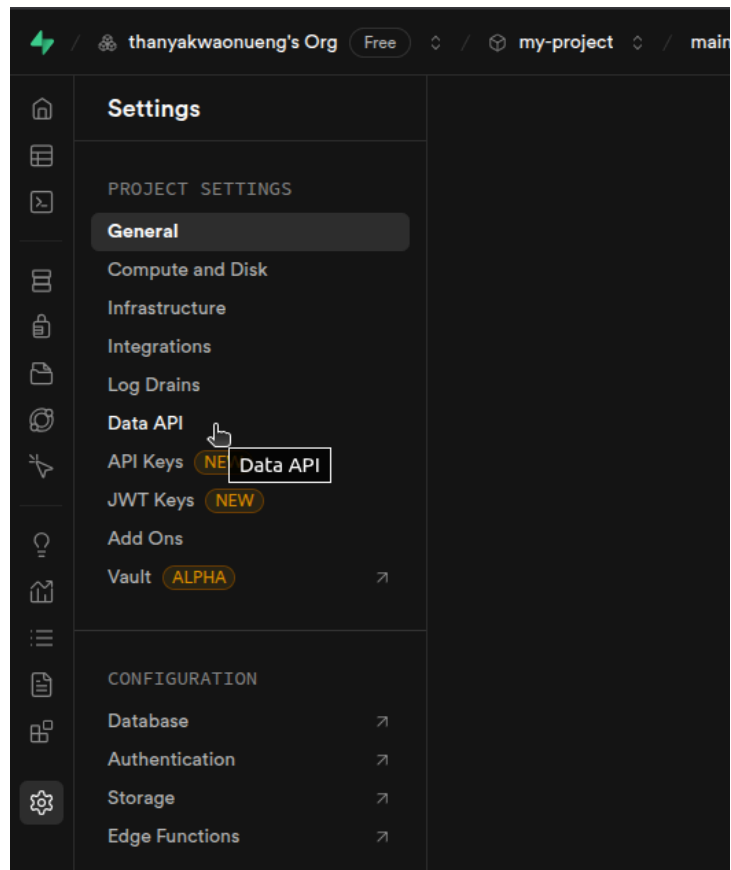 thanyakwaonueng's Org Free / my-project / main
Settings
PROJECT SETTINGS
General
Compute and Disk
Infrastructure
Integrations
Log Drains
Data API
API Keys
Data API
JWT Keys NEW
Add Ons
Vault ALPHA
CONFIGURATION
Database
Authentication
Storage
Edge Functions